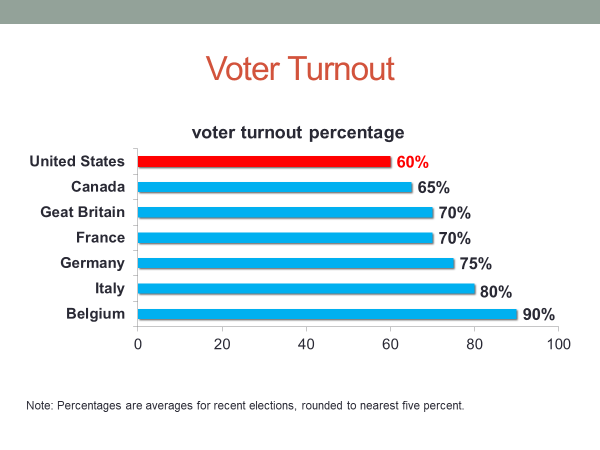 Voter Turnout
voter turnout percentage
United States 60%
Canada 65%
Geat Britain 70%
France 70%
Germany 75%
Italy 80%
Belgium 90%
0 20 40 60 80 100
Note: Percentages are averages for recent elections, rounded to nearest five percent.